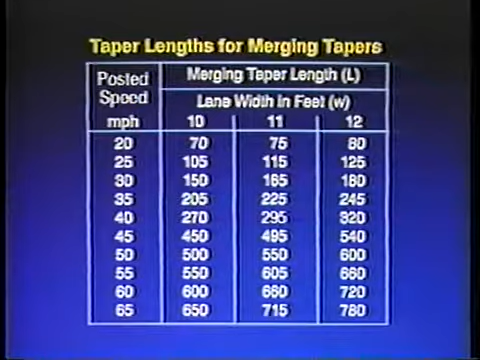 Taper Lengths for Merging Tapers
Posted Speed mph
Merging Taper Length (L)
Lane Width in Feet (w)
10 11 12
20 70 75 80
25 105 115 125
30 150 165 180
35 205 225 245
40 270 295 320
45 450 495 540
50 500 550 600
55 550 605 660
60 600 660 720
65 650 715 780